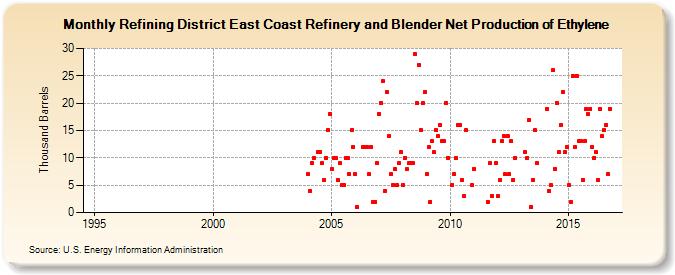 Monthly Refining District East Coast Refinery and Blender Net Production of Ethylene
Thousand Barrels
30
25
20
15
10
5
0
1995 2000 2005 2010 2015
Source: U.S. Energy Information Administration